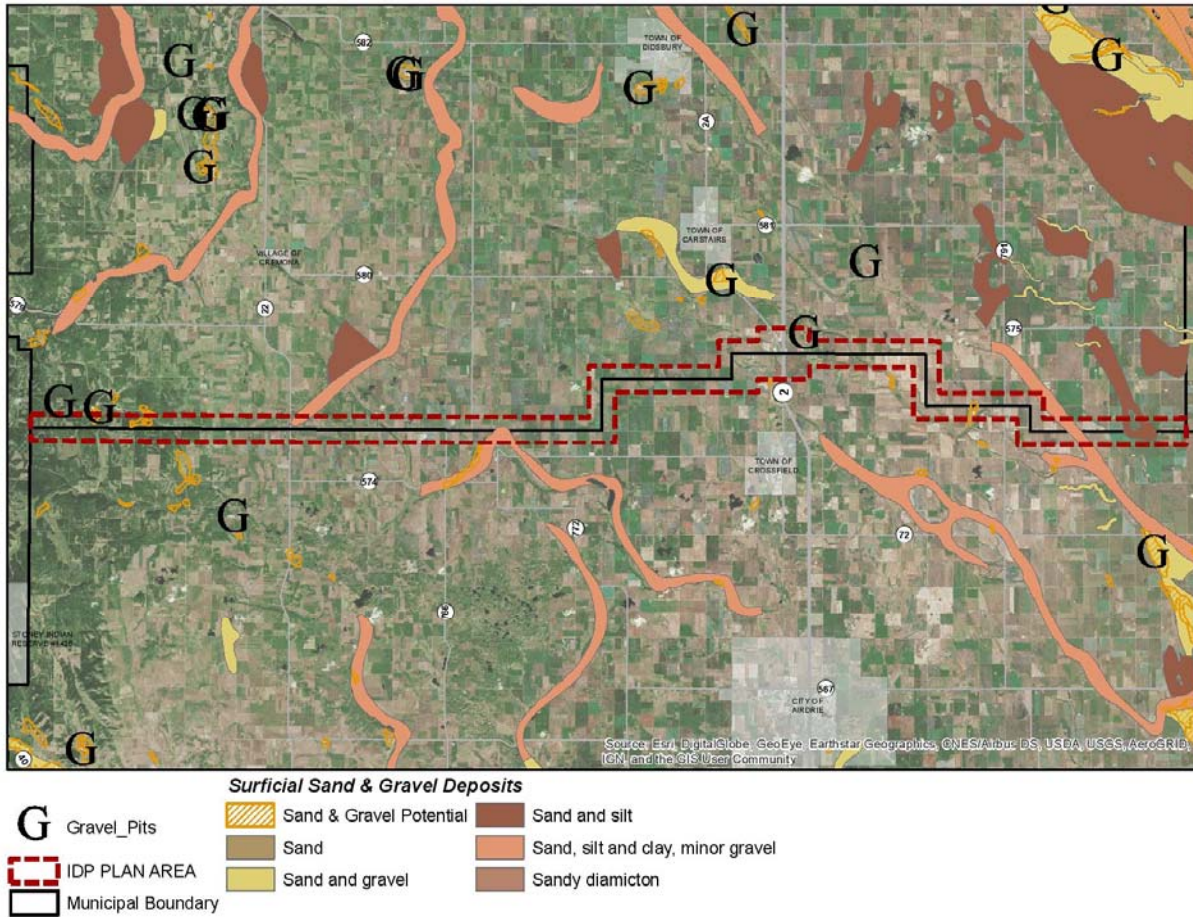 G
TOWN OF
DIDSBURY
582
G
G
G G
G
G
G G G
2A
G
581
TOWN OF
CARSTAIRS
VILLAGE OF
CREMONA
791
G
580
G
22
575
G
G G
2
TOWN OF
CROSSFIELD
574
G
772
72
G
766
STONEY INDIAN
567
CITY OF
AIRDRIE
G
40
Source: Esri, DigitalGlobe, GeoEye, Earthstar Geographics, CNES/Airbus DS, USDA, USGS, AeroGRID,
IGN, and the GIS User Community
Surficial Sand & Gravel Deposits
G Gravel_Pits
Sand & Gravel Potential
Sand and silt
Sand
Sand, silt and clay, minor gravel
IDP PLAN AREA
Sand and gravel
Sandy diamicton
Municipal Boundary